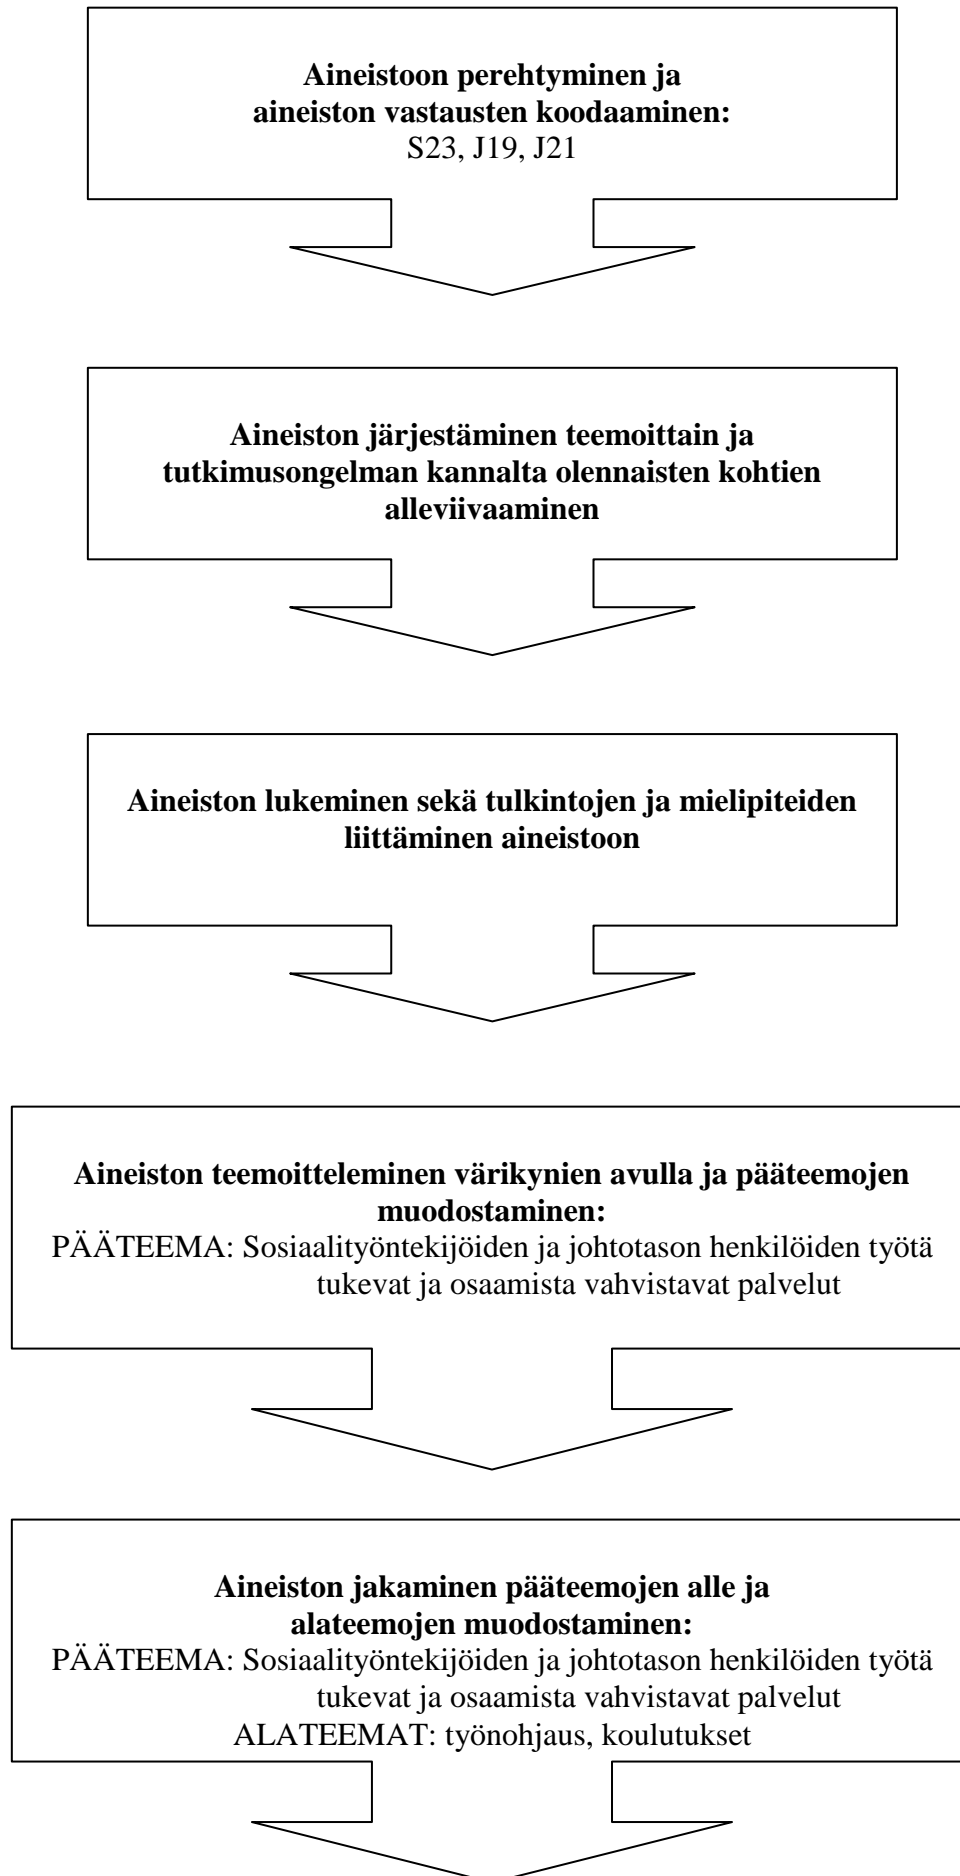 Aineistoon perehtyminen ja
aineiston vastausten koodaaminen:
S23, J19, J21
Aineiston järjestäminen teemoittain ja
tutkimusongelman kannalta olennaisten kohtien
alleviivaaminen
Aineiston lukeminen sekä tulkintojen ja mielipiteiden
liittäminen aineistoon
Aineiston teemoitteleminen värikynien avulla ja pääteemojen
muodostaminen:
PÄÄTEEMA: Sosiaalityöntekijöiden ja johtotason henkilöiden työtä
tukevat ja osaamista vahvistavat palvelut
Aineiston jakaminen pääteemojen alle ja
alateemojen muodostaminen:
PÄÄTEEMA: Sosiaalityöntekijöiden ja johtotason henkilöiden työtä
tukevat ja osaamista vahvistavat palvelut
ALATEEMAT: työnohjaus, koulutukset